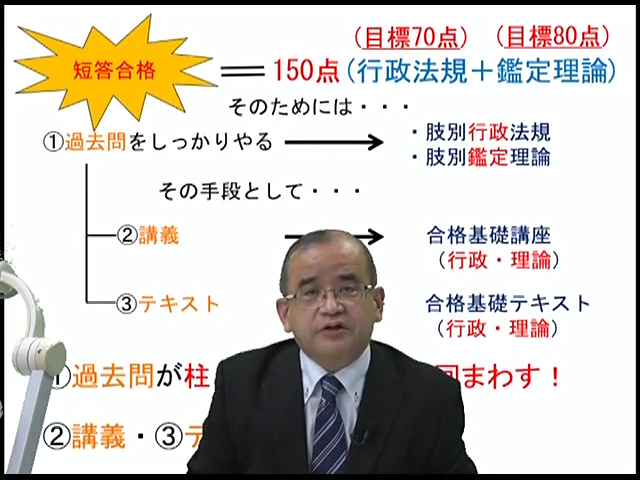 （目標70点）（目標80点）
短答合格
＝150点（行政法規＋鑑定理論）
そのためには・・・
①過去問をしっかりやる
・肢別行政法規
・肢別鑑定理論
その手段として・・・
②講義
合格基礎講座
（行政・理論）
③テキスト
合格基礎テキスト
（行政・理論）
①過去問が柱 回まわす！
②講義・③テ